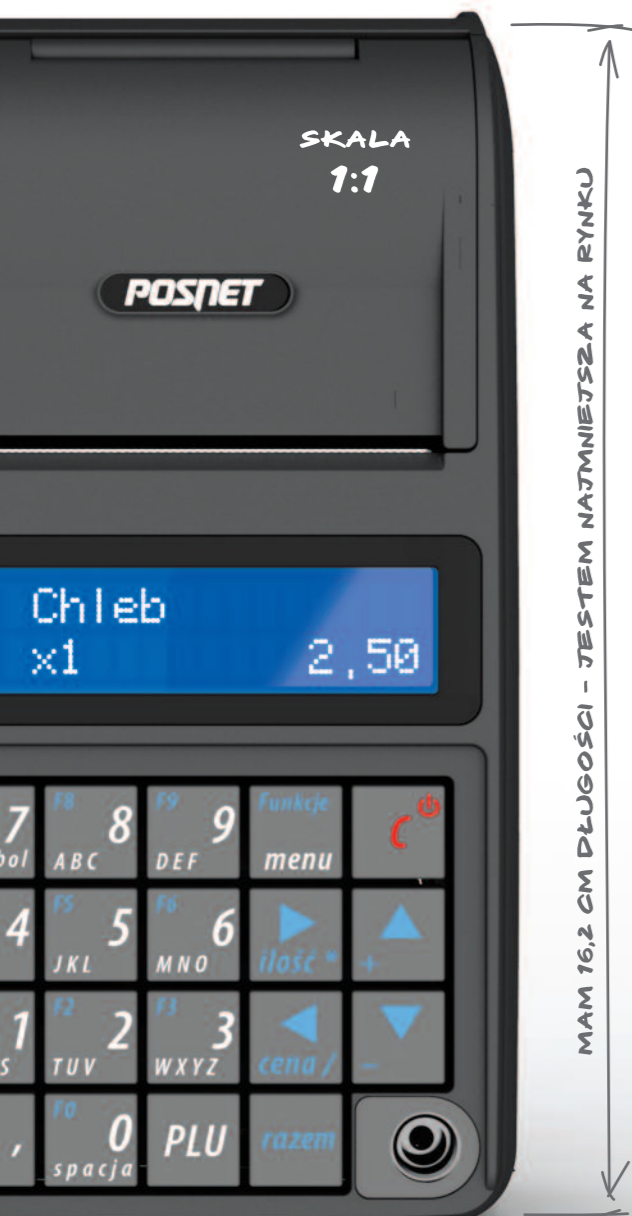 SKALA
1:1
POSNET
MAM 16,2 CM DŁUGOŚCI - JESTEM NAJMNIEJSZA NA RYNKU
Chleb
x1 2,50
7 F8 8 F9 9 Funkcje C
bol ABC DEF menu
4 F5 5 F6 6
JKL MNO ilość * +
1 F2 2 F3 3
S TUV WXYZ cena / -
, F0 0 PLU razem
spacja